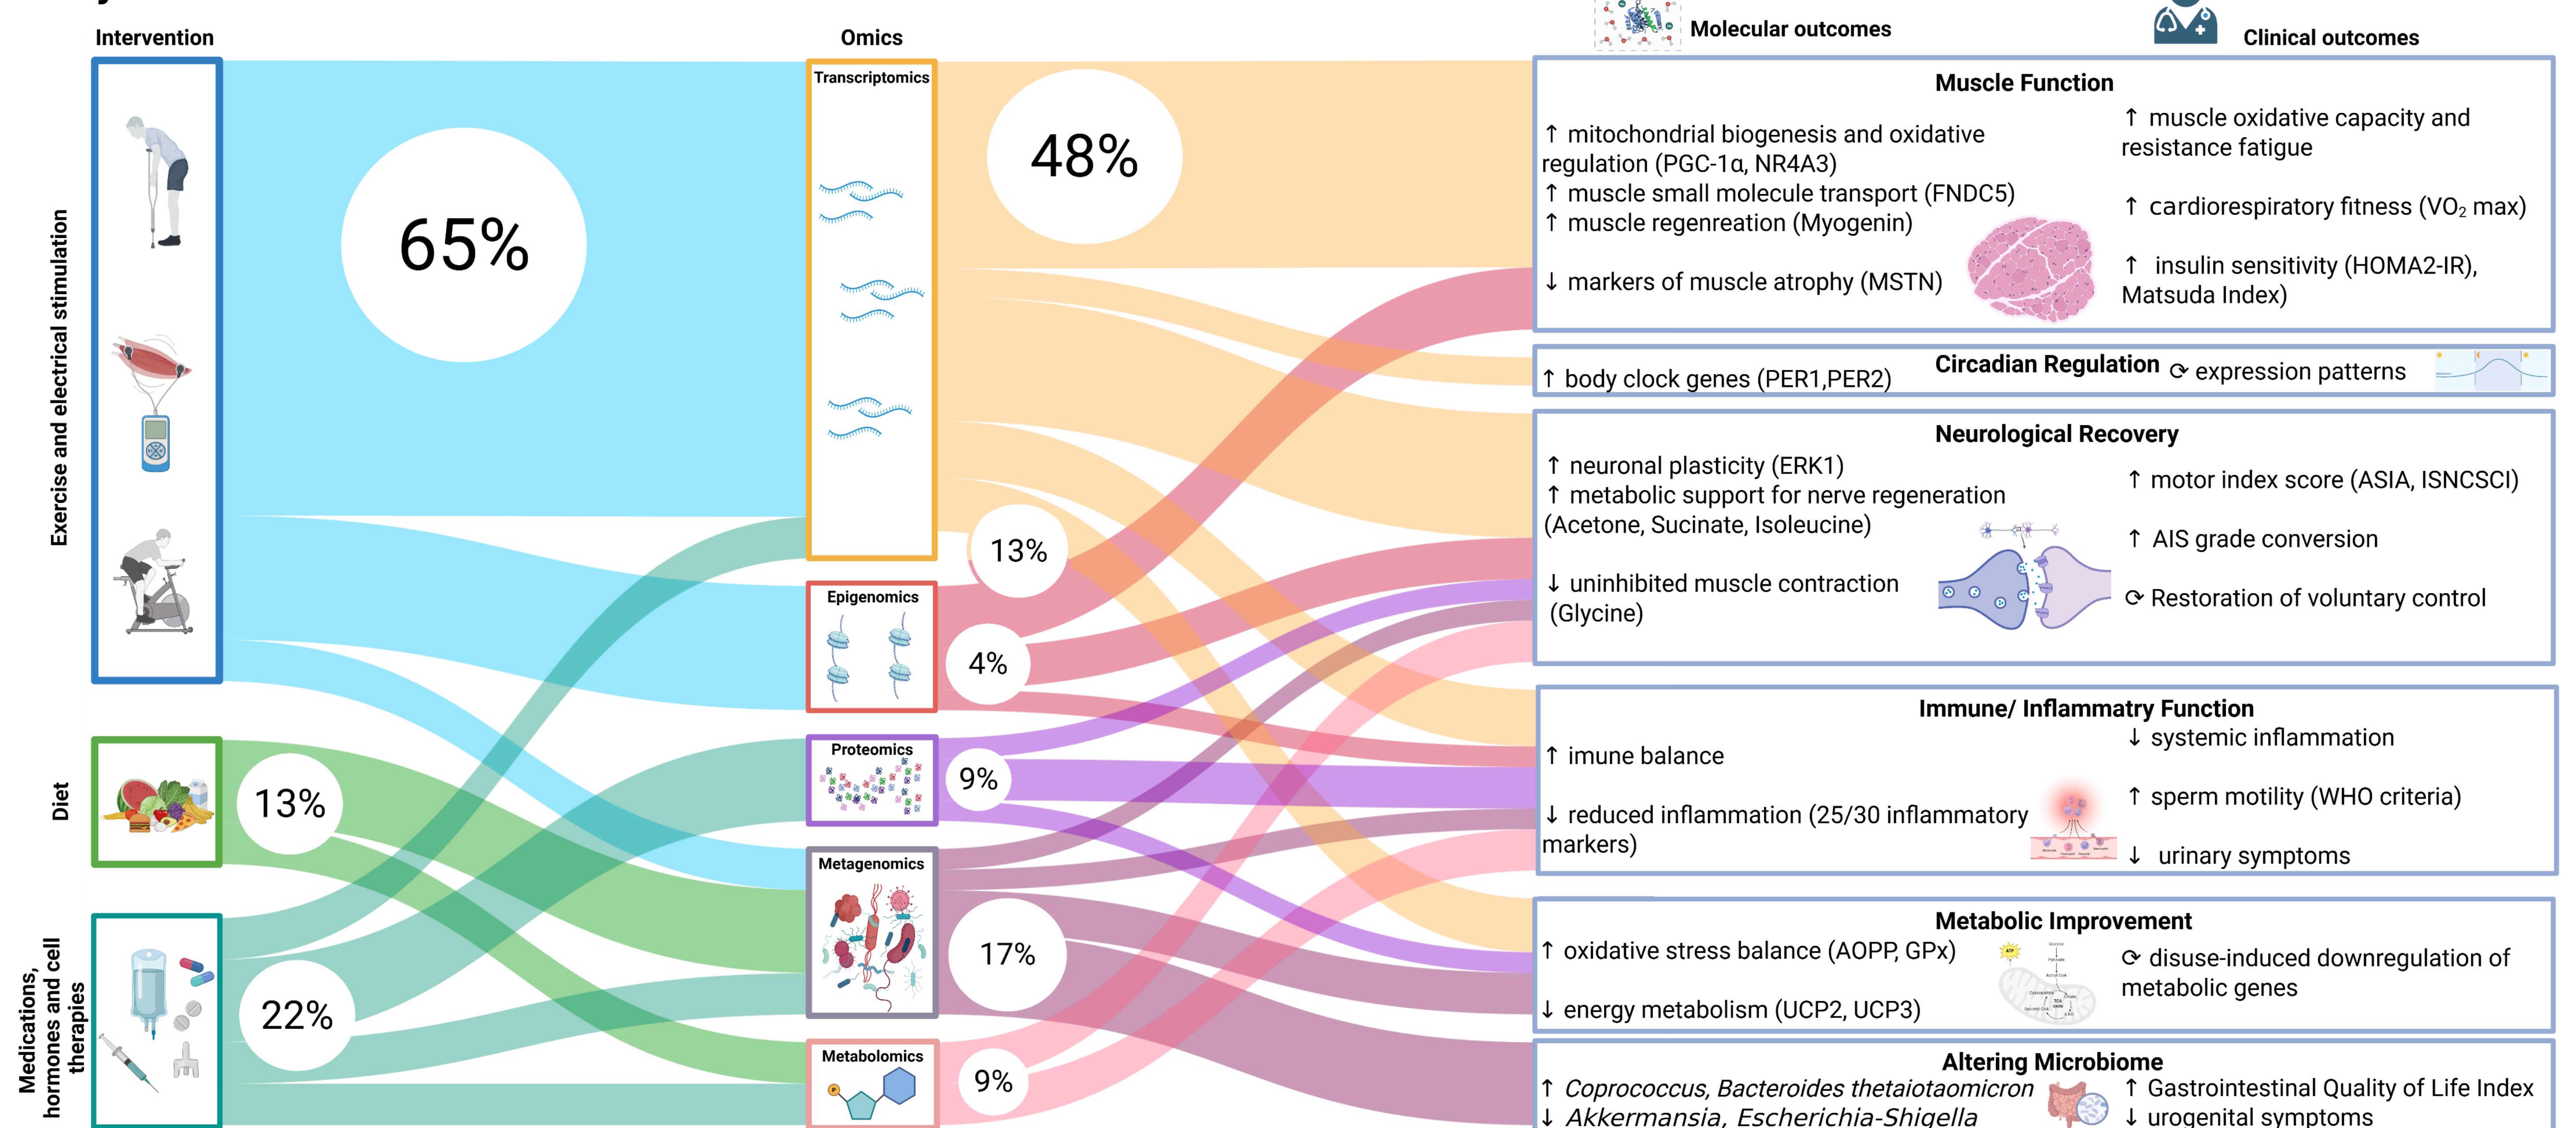 Intervention
Omics
Molecular outcomes
Clinical outcomes
Exercise and electrical stimulation
Diet
Medications,
hormones and cell
therapies
65%
13%
22%
Transcriptomics
Epigenomics
Proteomics
Metagenomics
Metabolomics
P
48%
13%
4%
9%
17%
9%
Muscle Function
↑ mitochondrial biogenesis and oxidative
regulation (PGC-1α, NR4A3)
↑ muscle small molecule transport (FNDC5)
↑ muscle regenreation (Myogenin)
↓ markers of muscle atrophy (MSTN)
↑ muscle oxidative capacity and
resistance fatigue
↑ cardiorespiratory fitness (VO₂ max)
↑ insulin sensitivity (HOMA2-IR),
Matsuda Index)
Circadian Regulation
↑ body clock genes (PER1,PER2)
⟳ expression patterns
Neurological Recovery
↑ neuronal plasticity (ERK1)
↑ metabolic support for nerve regeneration
(Acetone, Sucinate, Isoleucine)
↓ uninhibited muscle contraction
(Glycine)
↑ motor index score (ASIA, ISNCSCI)
↑ AIS grade conversion
⟳ Restoration of voluntary control
Immune/ Inflammatry Function
↑ imune balance
↓ reduced inflammation (25/30 inflammatory
markers)
↓ systemic inflammation
↑ sperm motility (WHO criteria)
↓ urinary symptoms
Metabolic Improvement
↑ oxidative stress balance (AOPP, GPx)
↓ energy metabolism (UCP2, UCP3)
ATP
⟳ disuse-induced downregulation of
metabolic genes
Altering Microbiome
↑ Coprococcus, Bacteroides thetaiotaomicron
↓ Akkermansia, Escherichia-Shigella
↑ Gastrointestinal Quality of Life Index
↓ urogenital symptoms